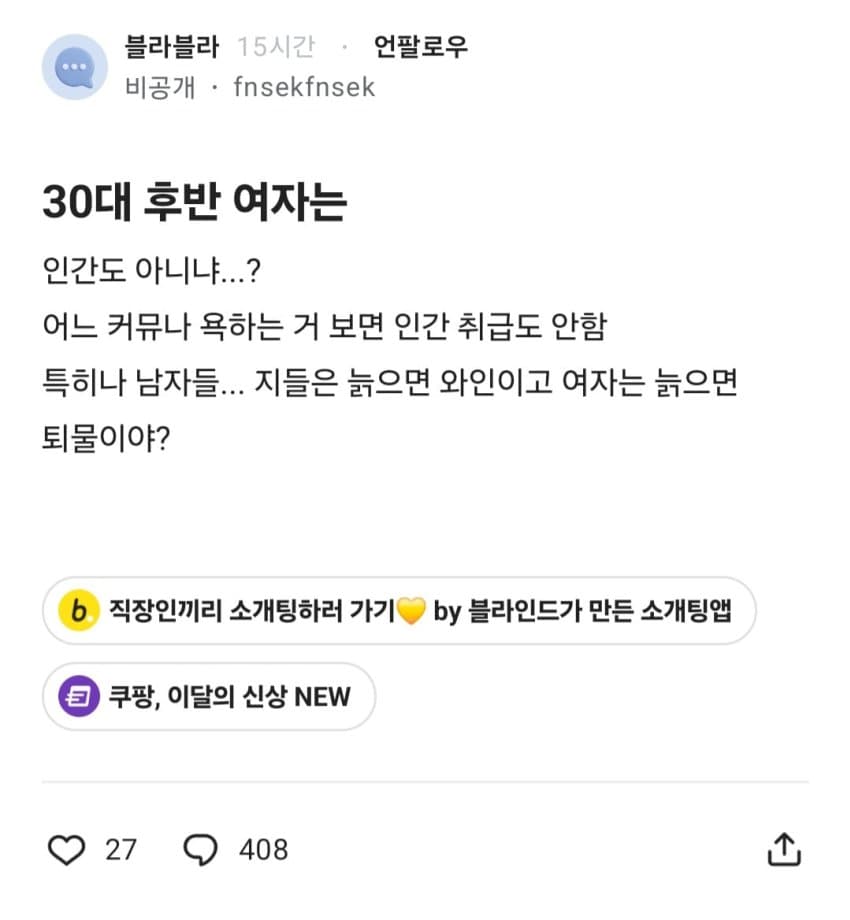 블라블라 15시간 · 언팔로우
비공개 · fnsekfnsek
30대 후반 여자는
인간도 아니냐...?
어느 커뮤나 욕하는 거 보면 인간 취급도 안함
특히나 남자들... 지들은 늙으면 와인이고 여자는 늙으면
퇴물이야?
b. 직장인끼리 소개팅하러 가기💛 by 블라인드가 만든 소개팅앱
쿠팡, 이달의 신상 NEW
27 408